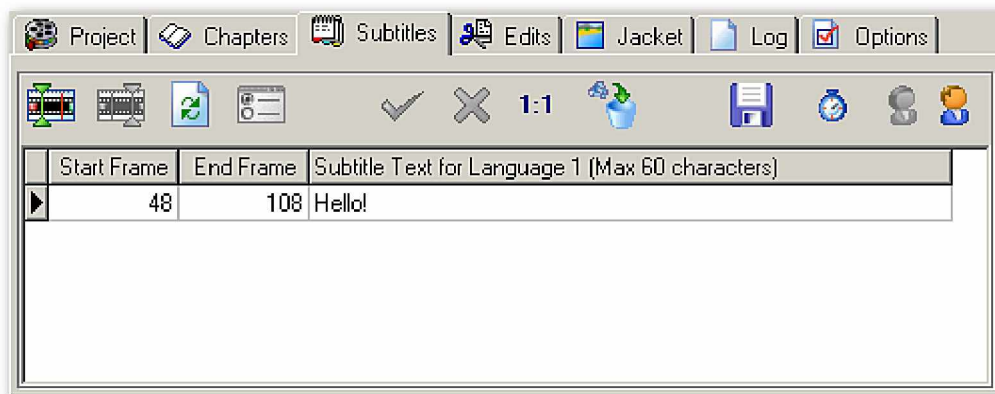 Project Chapters Subtitles Edits Jacket Log Options
1:1
Start Frame End Frame Subtitle Text for Language 1 (Max 60 characters)
48 108 Hello!